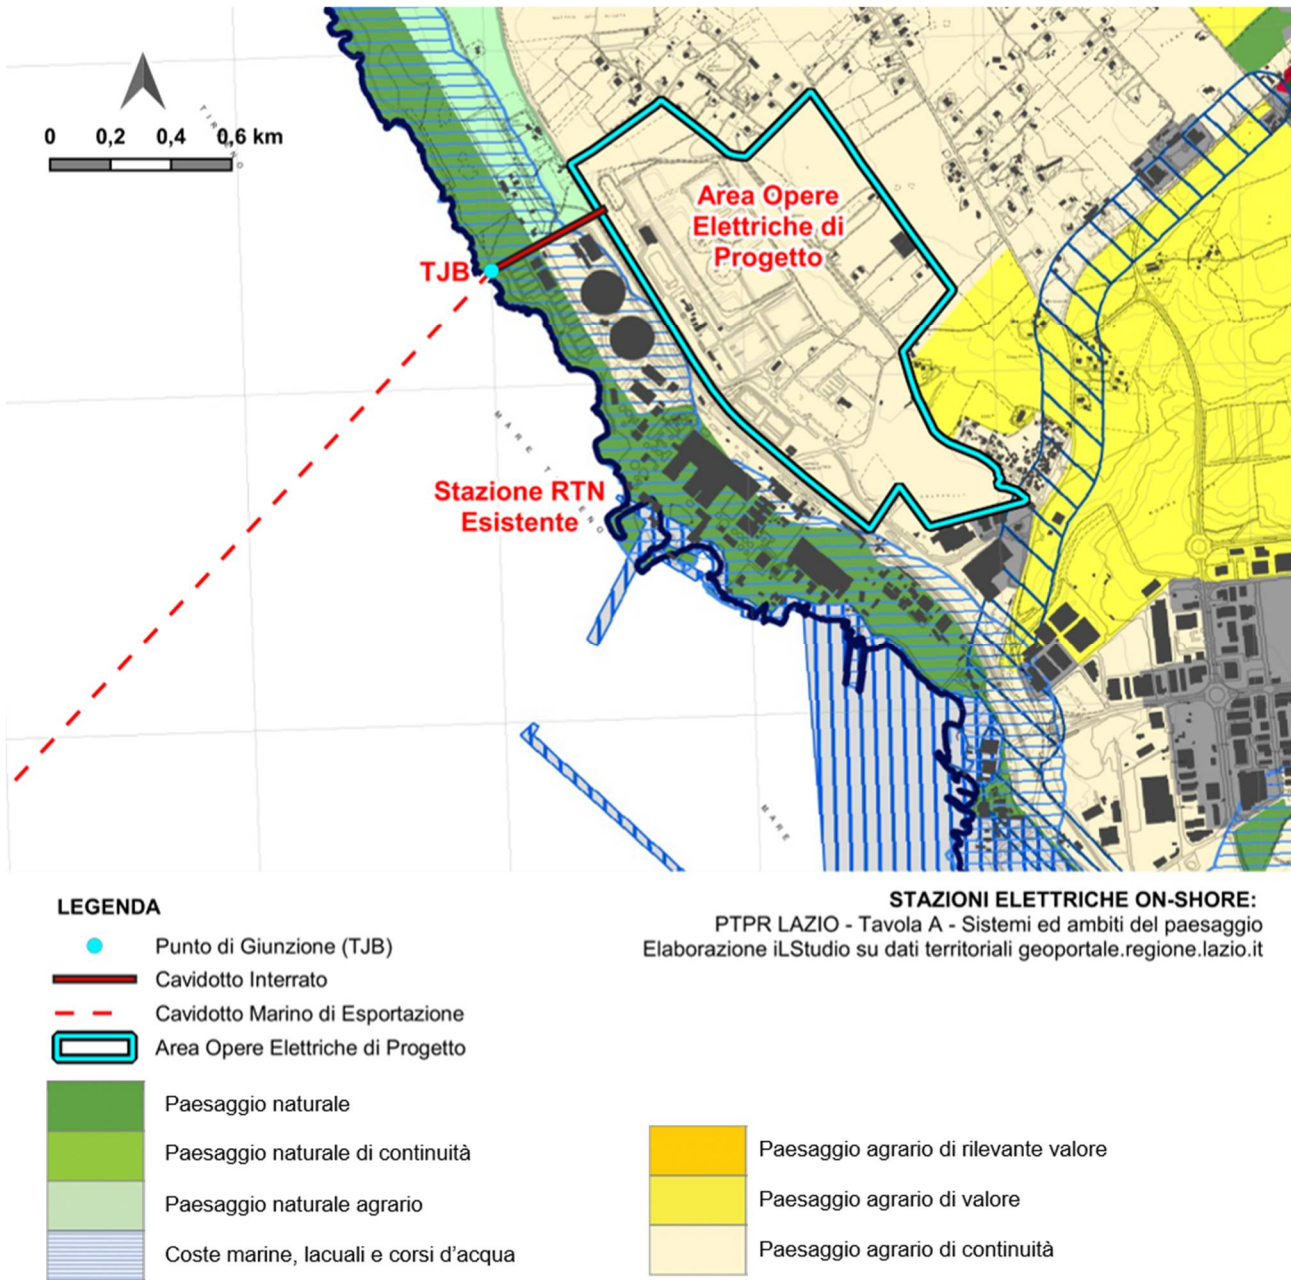 TIRRENO
0 0,2 0,4 0,6 km
Area Opere
Elettriche di
Progetto
TJB
MARE TIRRENO
Stazione RTN
Esistente
MARE
LEGENDA
Punto di Giunzione (TJB)
Cavidotto Interrato
Cavidotto Marino di Esportazione
Area Opere Elettriche di Progetto
Paesaggio naturale
Paesaggio naturale di continuità
Paesaggio naturale agrario
Coste marine, lacuali e corsi d'acqua
STAZIONI ELETTRICHE ON-SHORE:
PTPR LAZIO - Tavola A - Sistemi ed ambiti del paesaggio
Elaborazione iLStudio su dati territoriali geoportale.regione.lazio.it
Paesaggio agrario di rilevante valore
Paesaggio agrario di valore
Paesaggio agrario di continuità